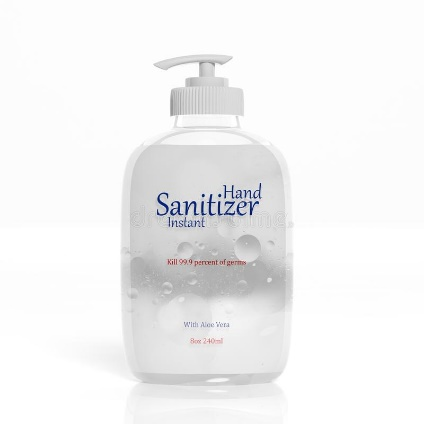 Hand
Sanitizer
Instant
Kill 99.9 percent of germs
With Aloe Vera
8oz 240ml